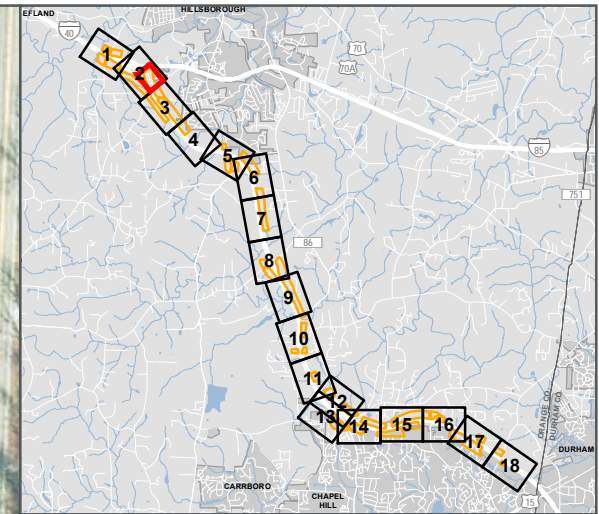 EFLAND
HILLSBOROUGH
40
70
70A
1
2
3
4
5
85
6
751
7
86
8
9
10
11
12
13
14
15
16
17
18
ORANGE CO.
DURHAM CO.
DURHAM
CARRBORO
CHAPEL
HILL
15